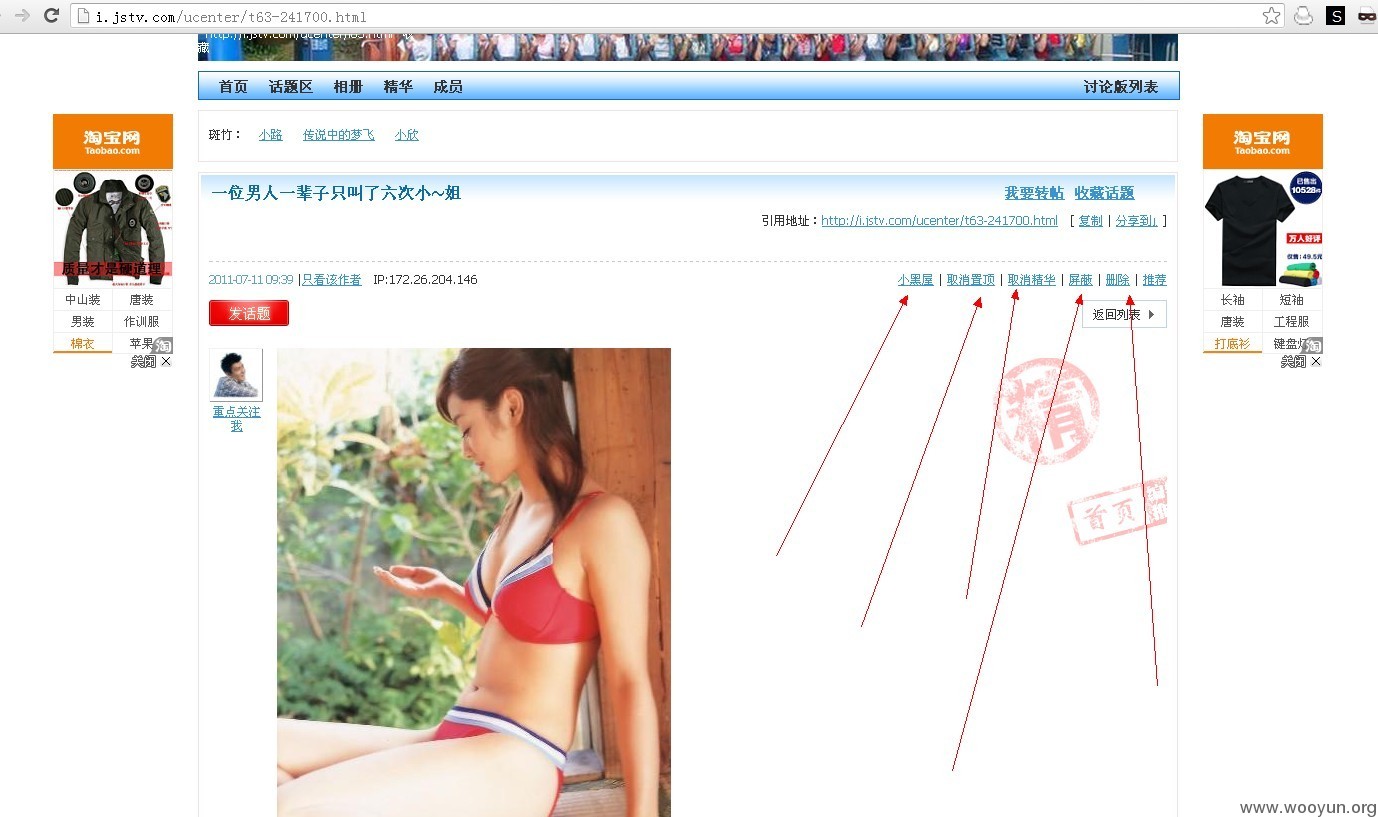 i.jstv.com/ucenter/t63-241700.html
S
藏
首页 话题区 相册 精华 成员 讨论版列表
斑竹： 小路 传说中的梦飞 小欣
一位男人一辈子只叫了六次小~姐 我要转帖 收藏话题
引用地址：http://i.jstv.com/ucenter/t63-241700.html [ 复制 | 分享到 ]
2011-07-11 09:39 |只看该作者 IP:172.26.204.146 小黑屋 | 取消置顶 | 取消精华 | 屏蔽 | 删除 | 推荐
发话题 返回列表
重点关注
我
精
首页
淘宝网
Taobao.com
质量才是硬道理
中山装 唐装
男装 作训服
棉衣 苹果 淘
关闭 ×
淘宝网
Taobao.com
已售出
10528件
万人好评
仅售:49.5元
长袖 短袖
唐装 工程服
打底衫 键盘 淘
关闭 ×
www.wooyun.org